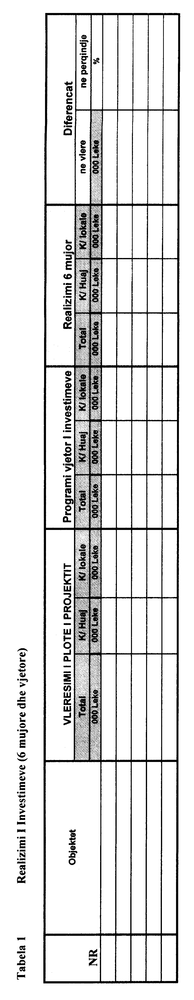 Tabela 1 Realizimi I Investimeve (6 mujore dhe vjetore)
NR Objektet VLERESIMI I PLOTE I PROJEKTIT Programi vjetor I investimeve Realizimi 6 mujor Diferencat
Total K/ Huaj K/ lokale Total K/ Huaj K/ lokale Total K/ Huaj K/ lokale ne vlere ne perqindje
000 Leke 000 Leke 000 Leke 000 Leke 000 Leke 000 Leke 000 Leke 000 Leke 000 Leke 000 Leke %